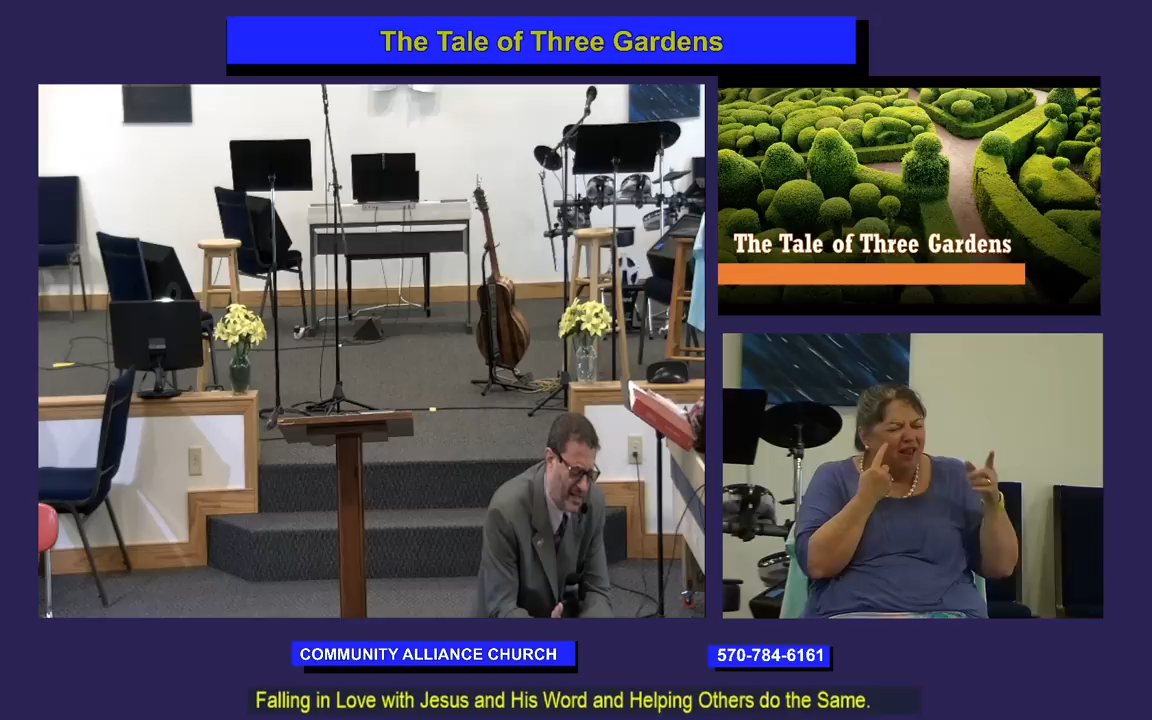 The Tale of Three Gardens
The Tale of Three Gardens
COMMUNITY ALLIANCE CHURCH
570-784-6161
Falling in Love with Jesus and His Word and Helping Others do the Same.